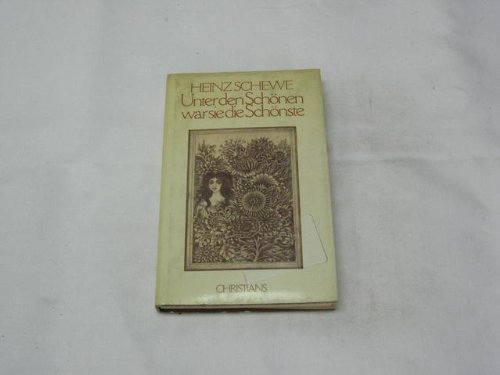 HEINZ SCHEWE
Unter den Schönen
war sie die Schönste
CHRISTIANS